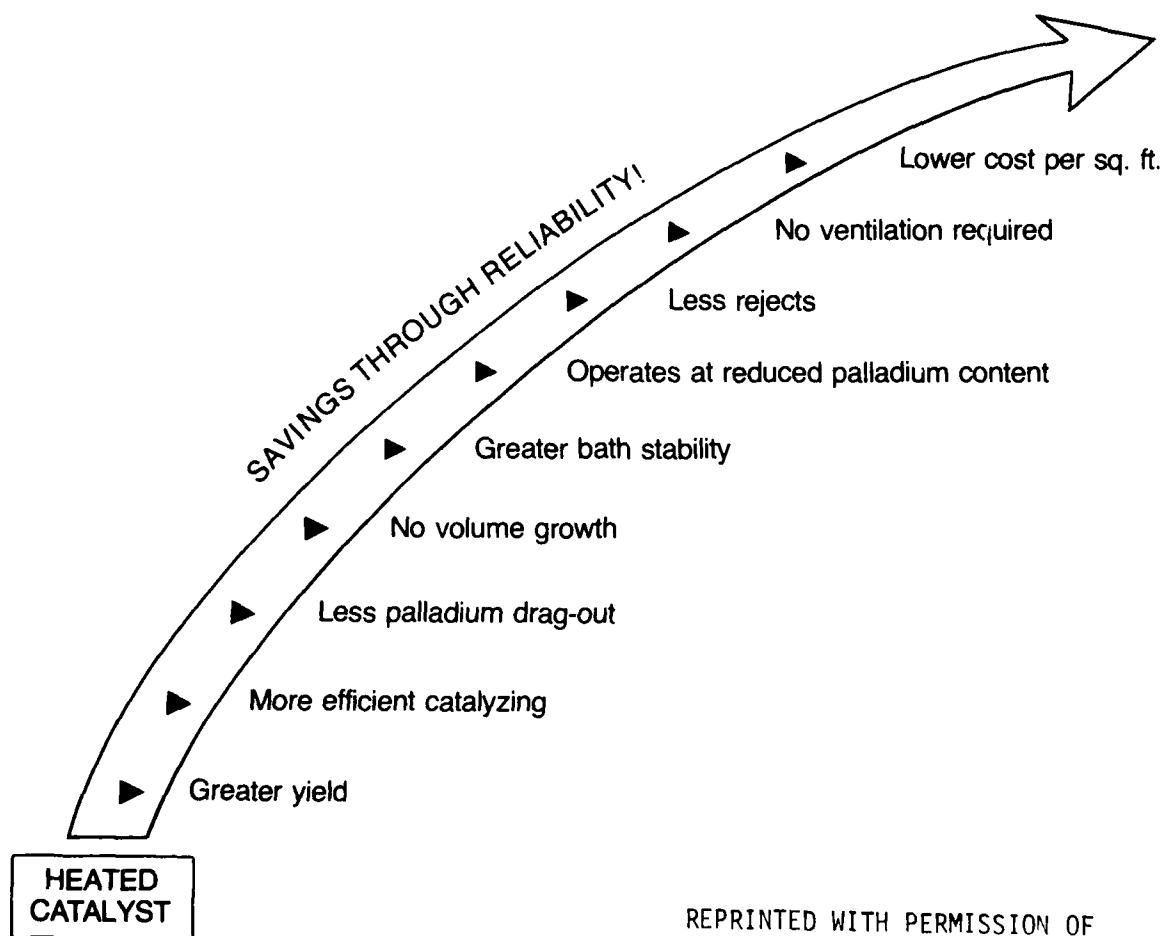 Lower cost per sq. ft.
No ventilation required
Less rejects
SAVINGS THROUGH RELIABILITY!
Operates at reduced palladium content
Greater bath stability
No volume growth
Less palladium drag-out
More efficient catalyzing
Greater yield
HEATED
CATALYST
REPRINTED WITH PERMISSION OF